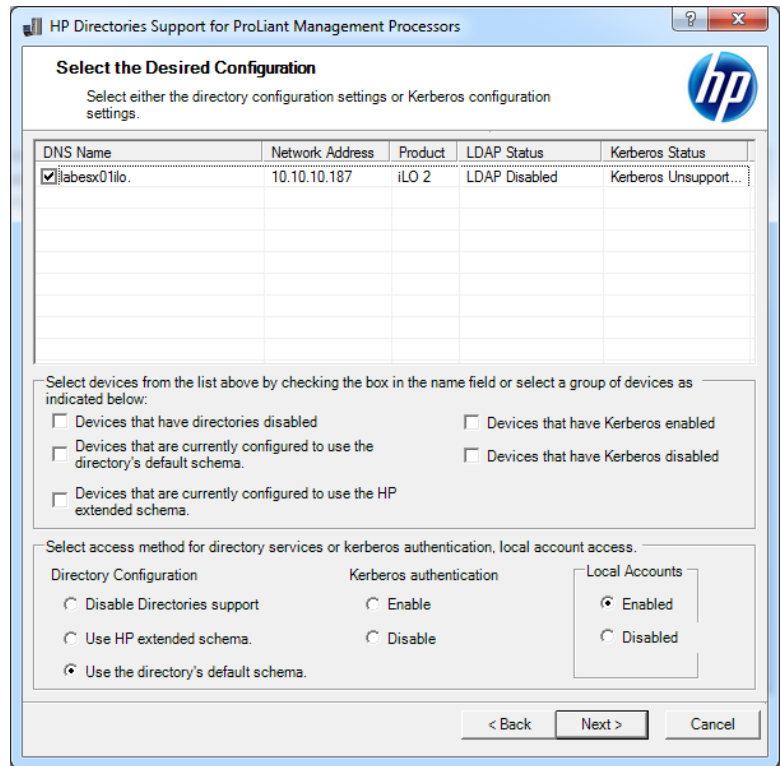 HP Directories Support for ProLiant Management Processors
Select the Desired Configuration
Select either the directory configuration settings or Kerberos configuration
settings.
hp
DNS Name Network Address Product LDAP Status Kerberos Status
labesx01ilo. 10.10.10.187 iLO 2 LDAP Disabled Kerberos Unsupport...
Select devices from the list above by checking the box in the name field or select a group of devices as
indicated below:
Devices that have directories disabled
Devices that are currently configured to use the
directory's default schema.
Devices that are currently configured to use the HP
extended schema.
Devices that have Kerberos enabled
Devices that have Kerberos disabled
Select access method for directory services or kerberos authentication, local account access.
Directory Configuration
Disable Directories support
Use HP extended schema.
Use the directory's default schema.
Kerberos authentication
Enable
Disable
Local Accounts
Enabled
Disabled
< Back Next > Cancel